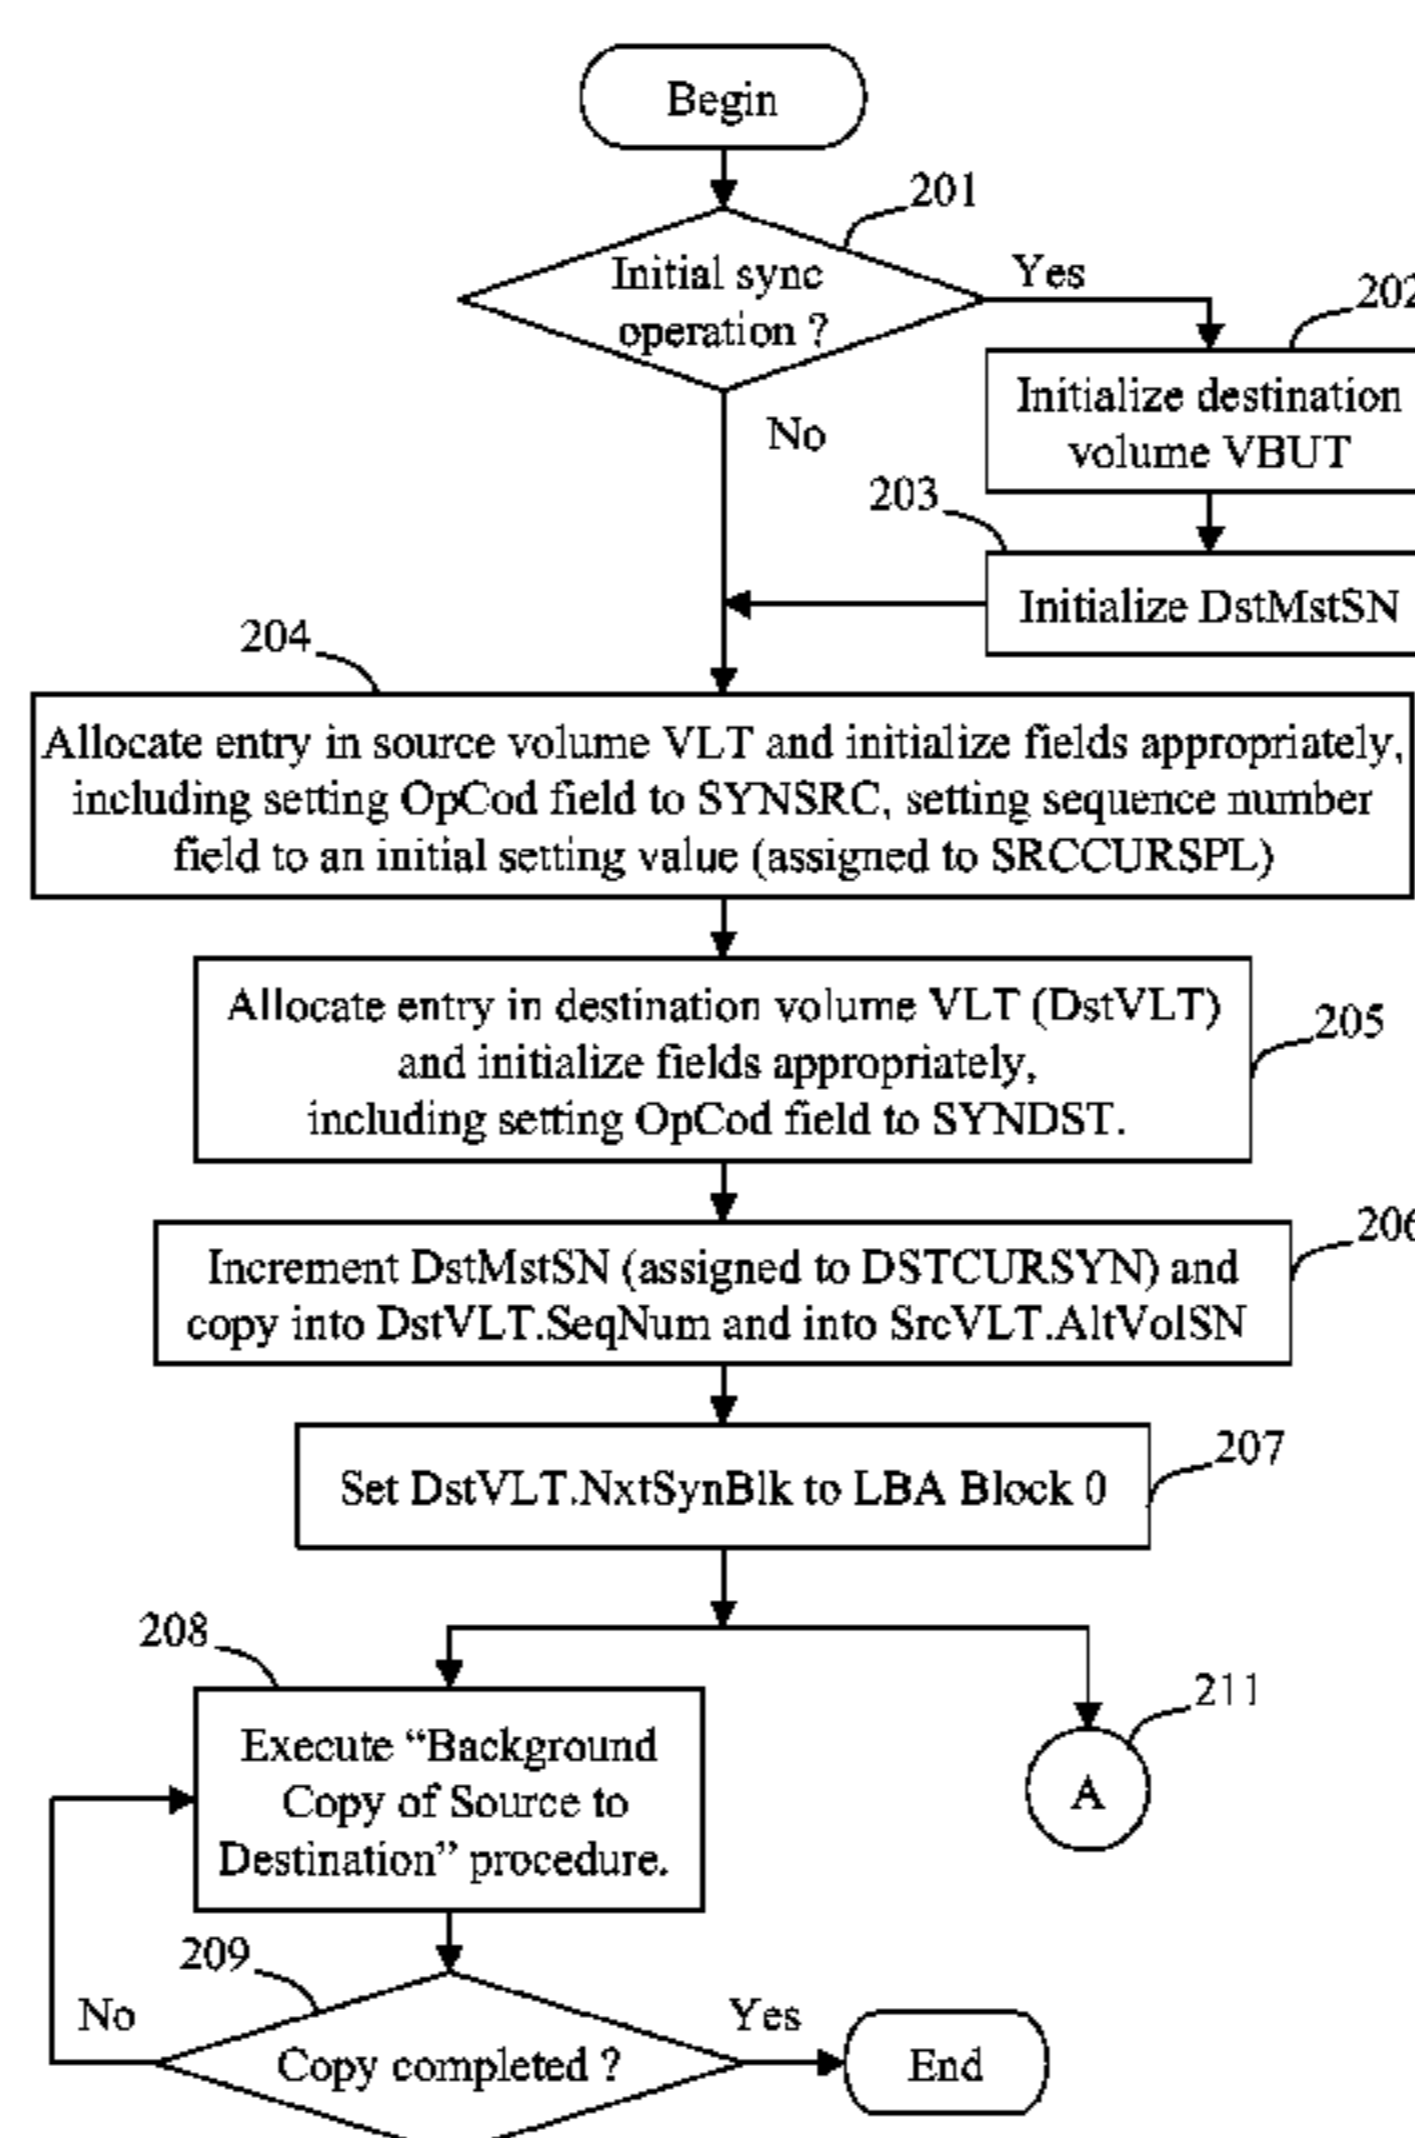 Begin
201
Initial sync
operation ?
Yes
202
Initialize destination
volume VBUT
No
203
Initialize DstMstSN
204
Allocate entry in source volume VLT and initialize fields appropriately,
including setting OpCod field to SYNSRC, setting sequence number
field to an initial setting value (assigned to SRCCURSPL)
Allocate entry in destination volume VLT (DstVLT)
and initialize fields appropriately,
including setting OpCod field to SYNDST.
205
206
Increment DstMstSN (assigned to DSTCURSYN) and
copy into DstVLT.SeqNum and into SrcVLT.AltVolSN
207
Set DstVLT.NxtSynBlk to LBA Block 0
208
Execute “Background
Copy of Source to
Destination” procedure.
211
A
209
No
Copy completed ?
Yes
End